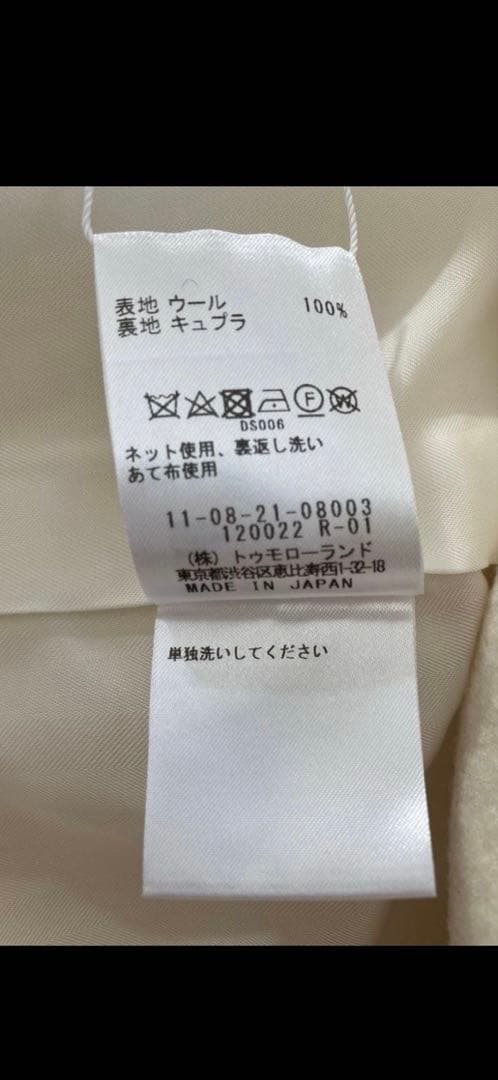 表地 ウール 100%
裏地 キュプラ
F W
DS006
ネット使用、裏返し洗い
あて布使用
11-08-21-08003
120022 R-01
(株) トゥモローランド
東京都渋谷区恵比寿西1-32-18
MADE IN JAPAN
単独洗いしてください